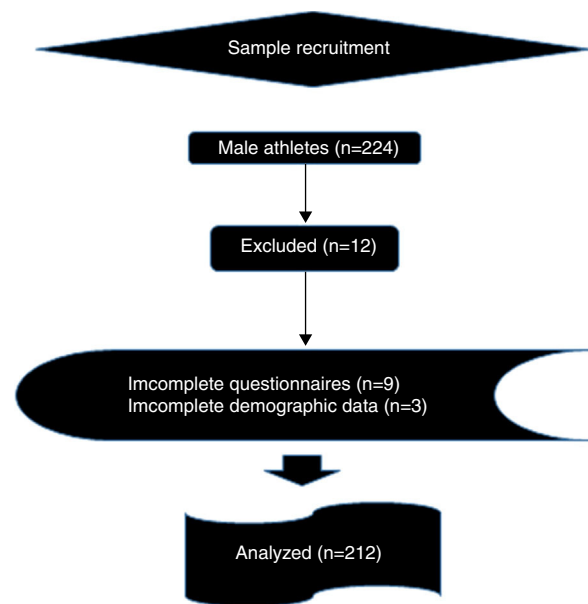 Sample recruitment
Male athletes (n=224)
Excluded (n=12)
Imcomplete questionnaires (n=9)
Imcomplete demographic data (n=3)
Analyzed (n=212)